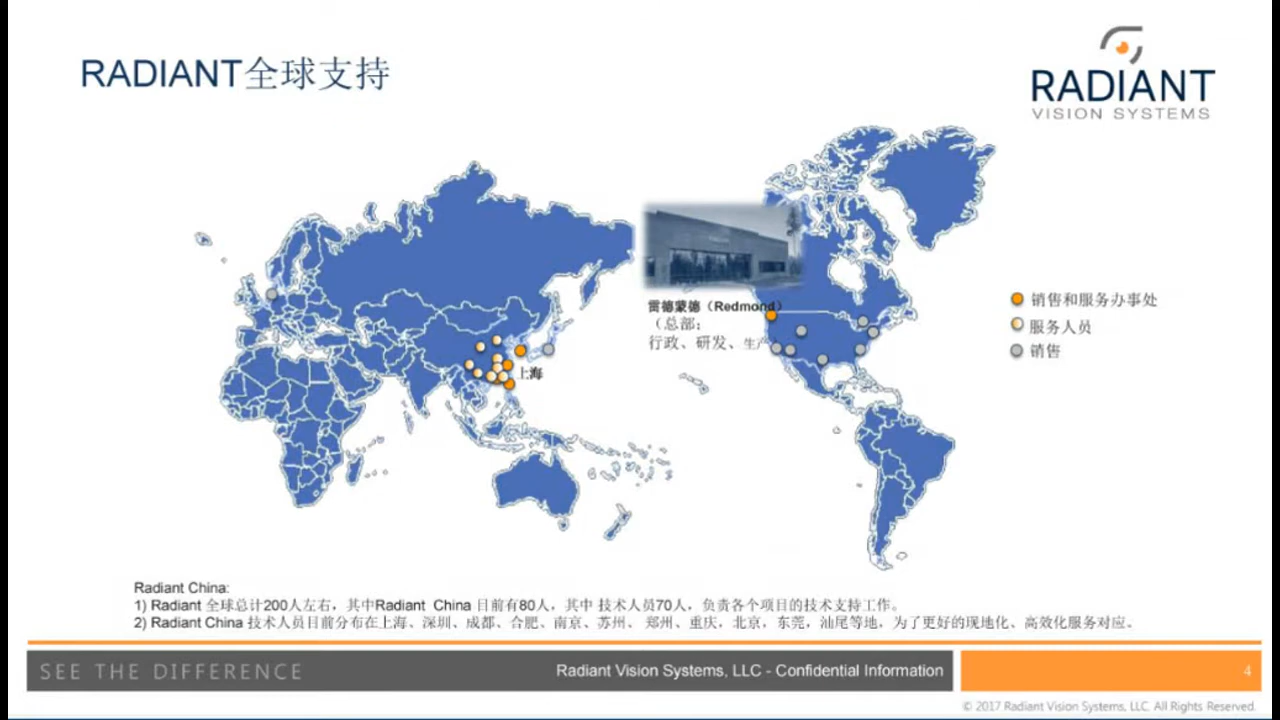 RADIANT全球支持
RADIANT
VISION SYSTEMS
雷德蒙德（Redmond）
（总部：
行政、研发、生产
上海
销售和服务办事处
服务人员
销售
Radiant China:
1) Radiant 全球总计200人左右，其中Radiant China 目前有80人，其中 技术人员70人，负责各个项目的技术支持工作。
2) Radiant China 技术人员目前分布在上海、深圳、成都、合肥、南京、苏州、 郑州、重庆，北京，东莞，汕尾等地，为了更好的现地化、高效化服务对应。
SEE THE DIFFERENCE
Radiant Vision Systems, LLC - Confidential Information
4
© 2017 Radiant Vision Systems, LLC. All Rights Reserved.